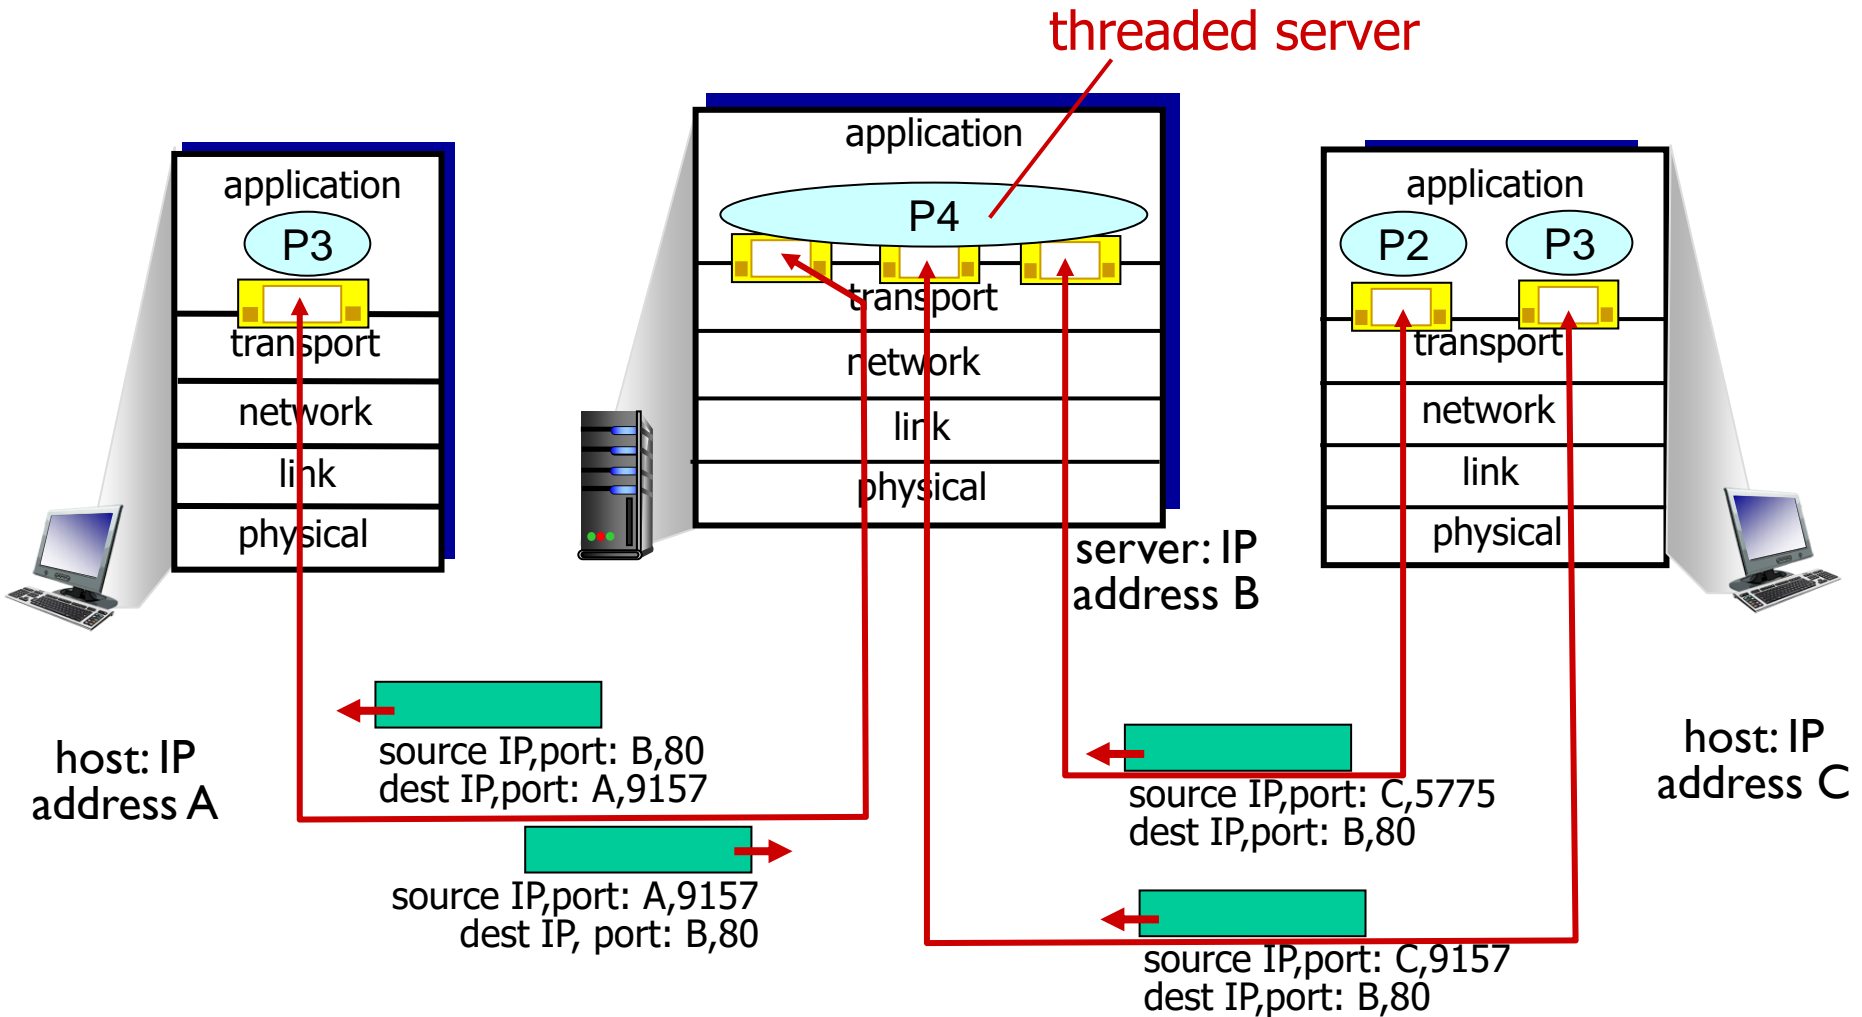 threaded server
application
P3
transport
network
link
physical
application
P4
transport
network
link
physical
application
P2
P3
transport
network
link
physical
server: IP
address B
host: IP
address A
source IP,port: B,80
dest IP,port: A,9157
source IP,port: A,9157
dest IP, port: B,80
source IP,port: C,5775
dest IP,port: B,80
source IP,port: C,9157
dest IP,port: B,80
host: IP
address C